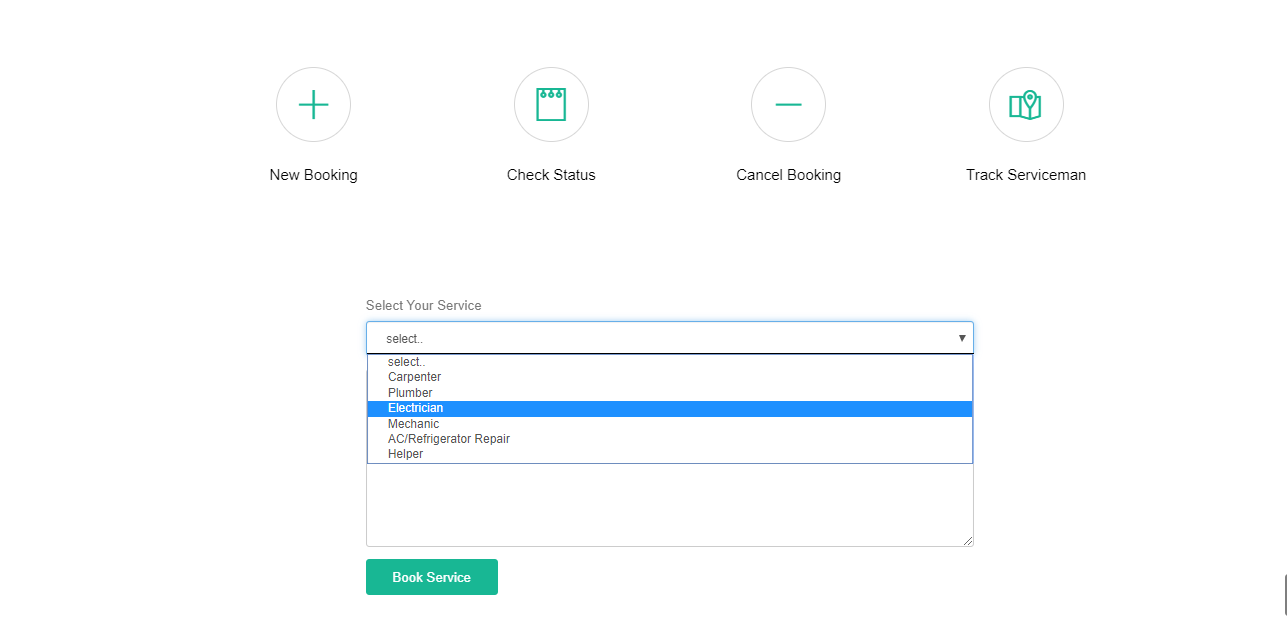 New Booking
Check Status
Cancel Booking
Track Serviceman
Select Your Service
select..
select..
Carpenter
Plumber
Electrician
Mechanic
AC/Refrigerator Repair
Helper
Book Service